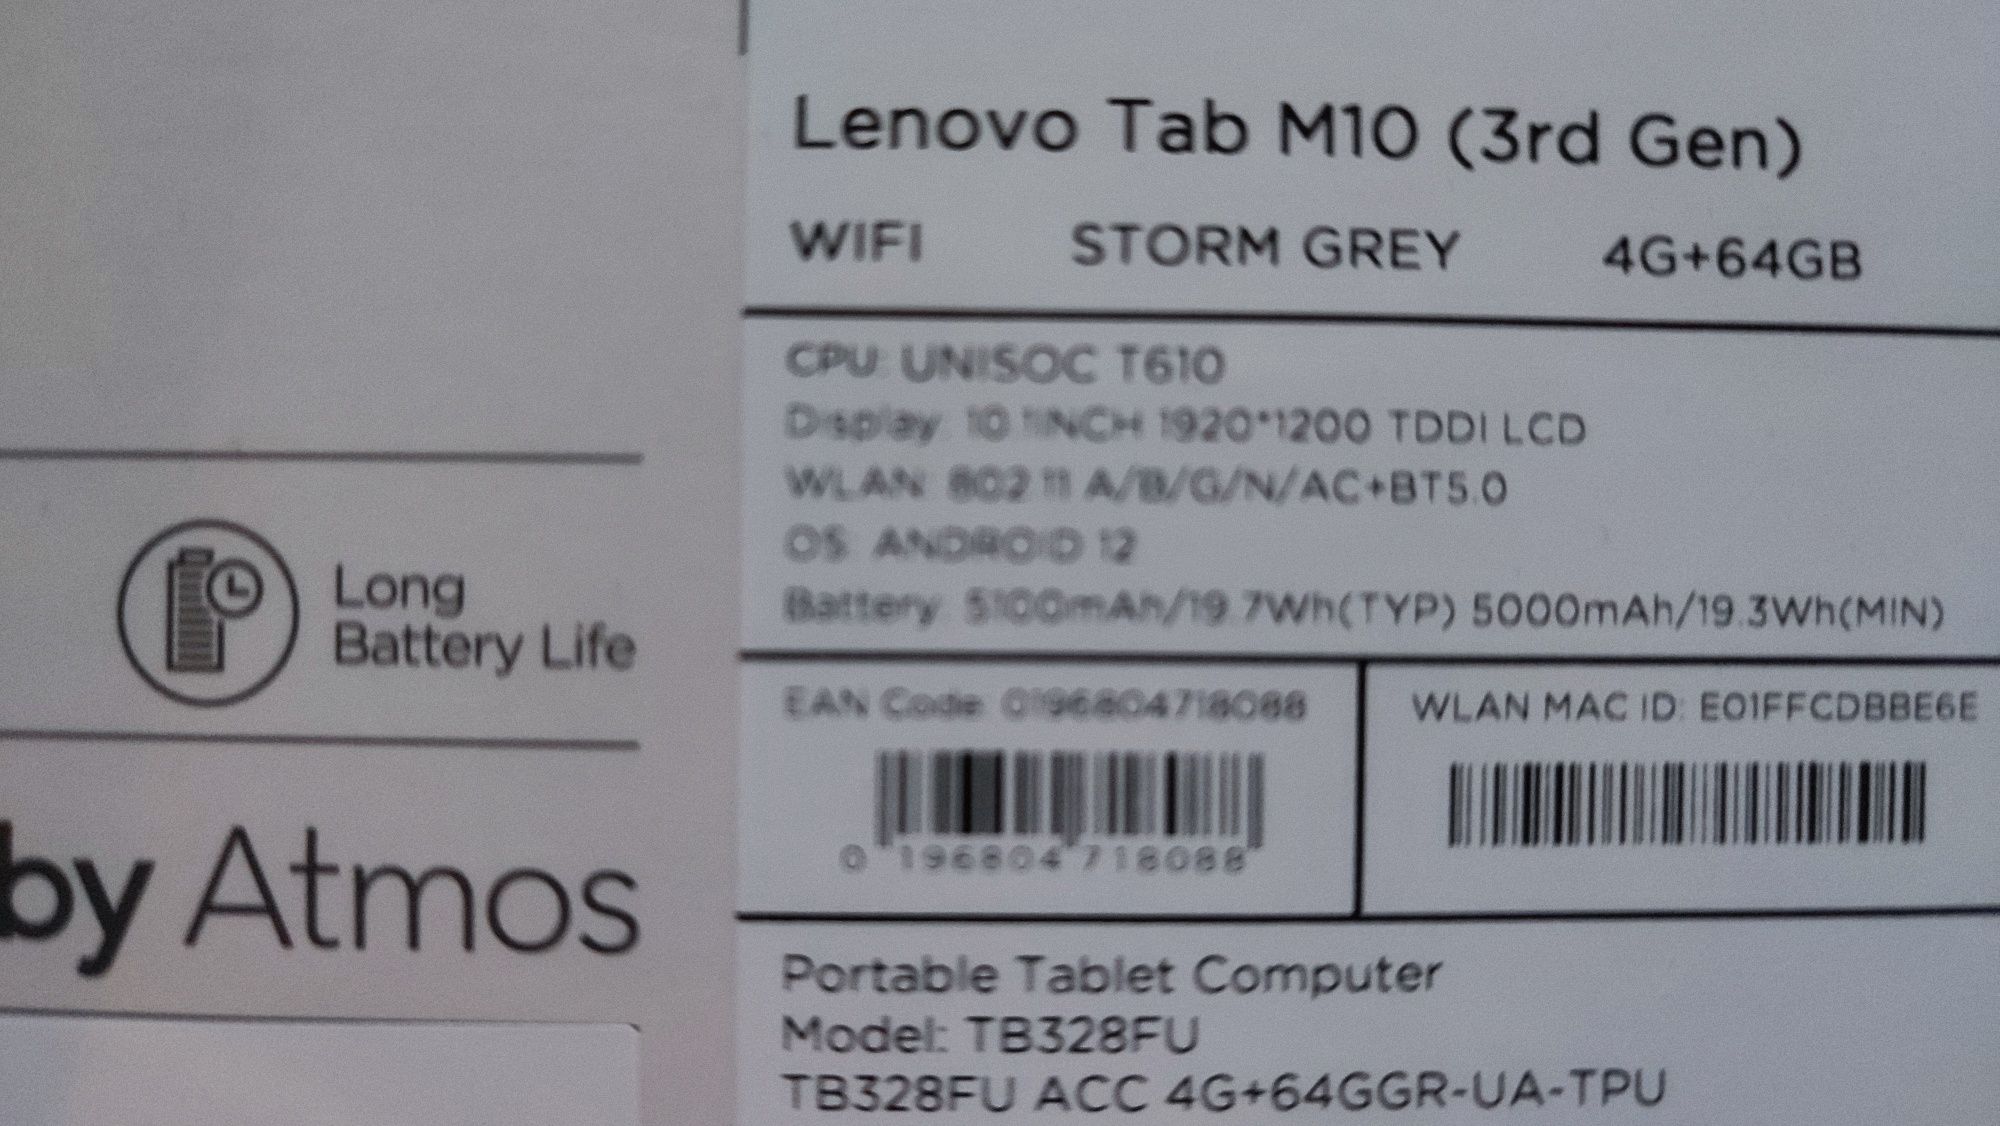 Lenovo Tab M10 (3rd Gen)
WIFI STORM GREY 4G+64GB
CPU: UNISOC T610
Display: 10.1INCH 1920*1200 TDDI LCD
WLAN: 802.11 A/B/G/N/AC+BT5.0
OS: ANDROID 12
Battery: 5100mAh/19.7Wh(TYP) 5000mAh/19.3Wh(MIN)
EAN Code: 0196804718088
0 196804 718088
WLAN MAC ID: E01FFCDBBE6E
Portable Tablet Computer
Model: TB328FU
TB328FU ACC 4G+64GGR-UA-TPU
Long
Battery Life
by Atmos